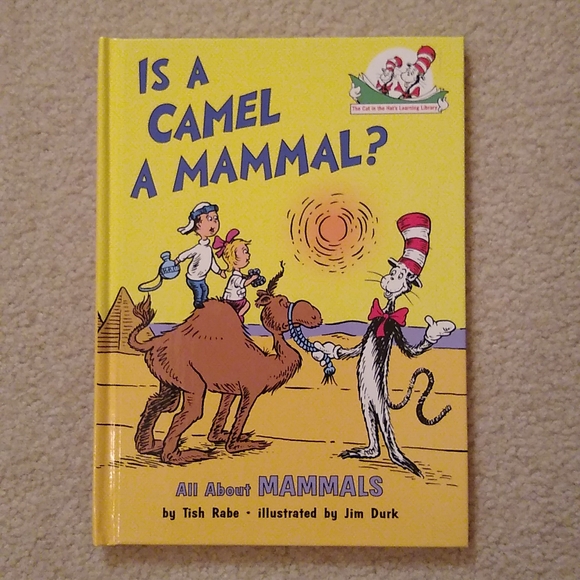 IS A
CAMEL
A MAMMAL?
The Cat in the Hat's Learning Library
All About MAMMALS
by Tish Rabe • illustrated by Jim Durk